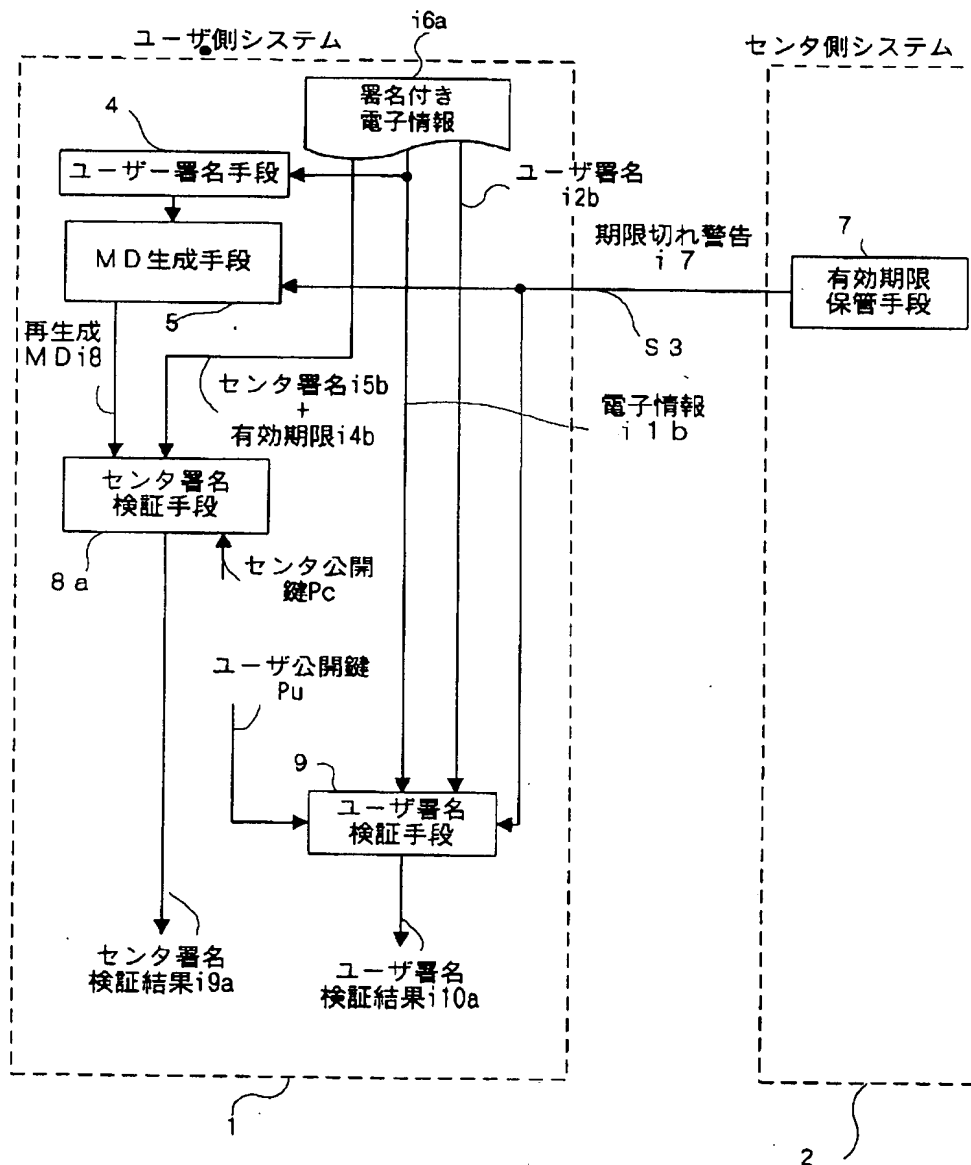 i6a
ユーザ側システム
センタ側システム
署名付き
電子情報
4
ユーザー署名手段
ユーザ署名
i2b
期限切れ警告
i7
7
有効期限
保管手段
MD生成手段
5
S3
再生成
MDi8
センタ署名i5b
+
有効期限i4b
電子情報
i1b
センタ署名
検証手段
8a
センタ公開
鍵Pc
ユーザ公開鍵
Pu
9
ユーザ署名
検証手段
センタ署名
検証結果i9a
ユーザ署名
検証結果i10a
1
2